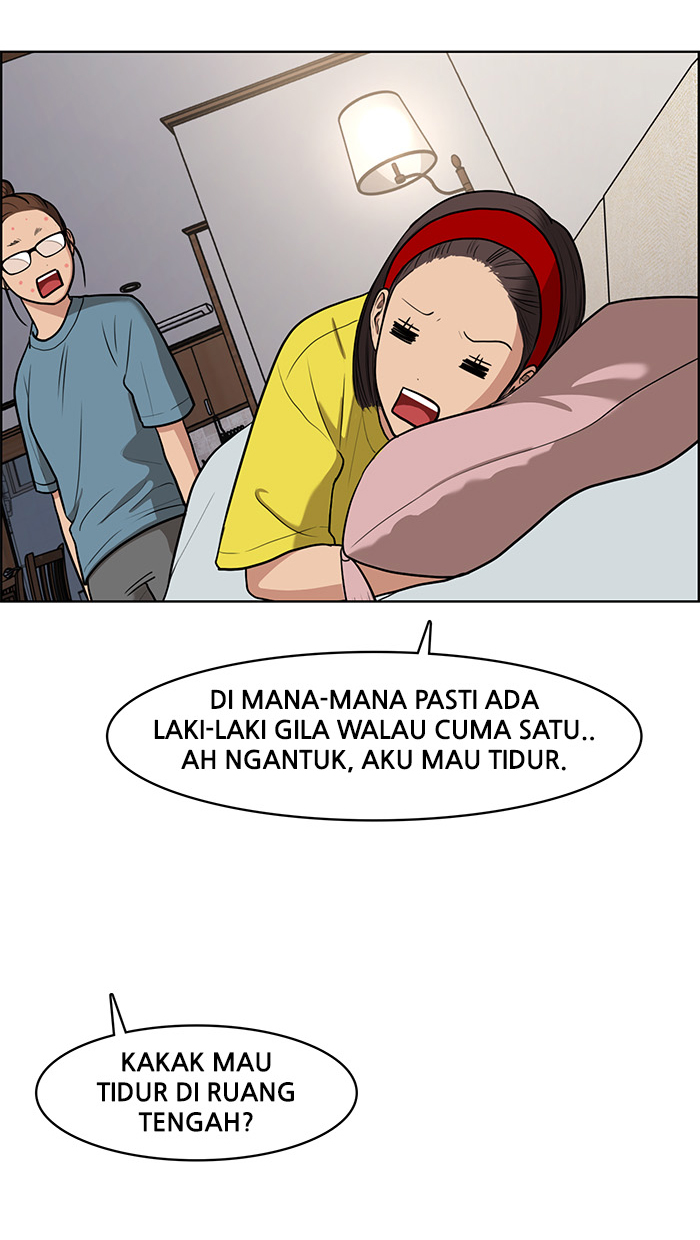 DI MANA-MANA PASTI ADA
LAKI-LAKI GILA WALAU CUMA SATU..
AH NGANTUK, AKU MAU TIDUR.
KAKAK MAU
TIDUR DI RUANG
TENGAH?